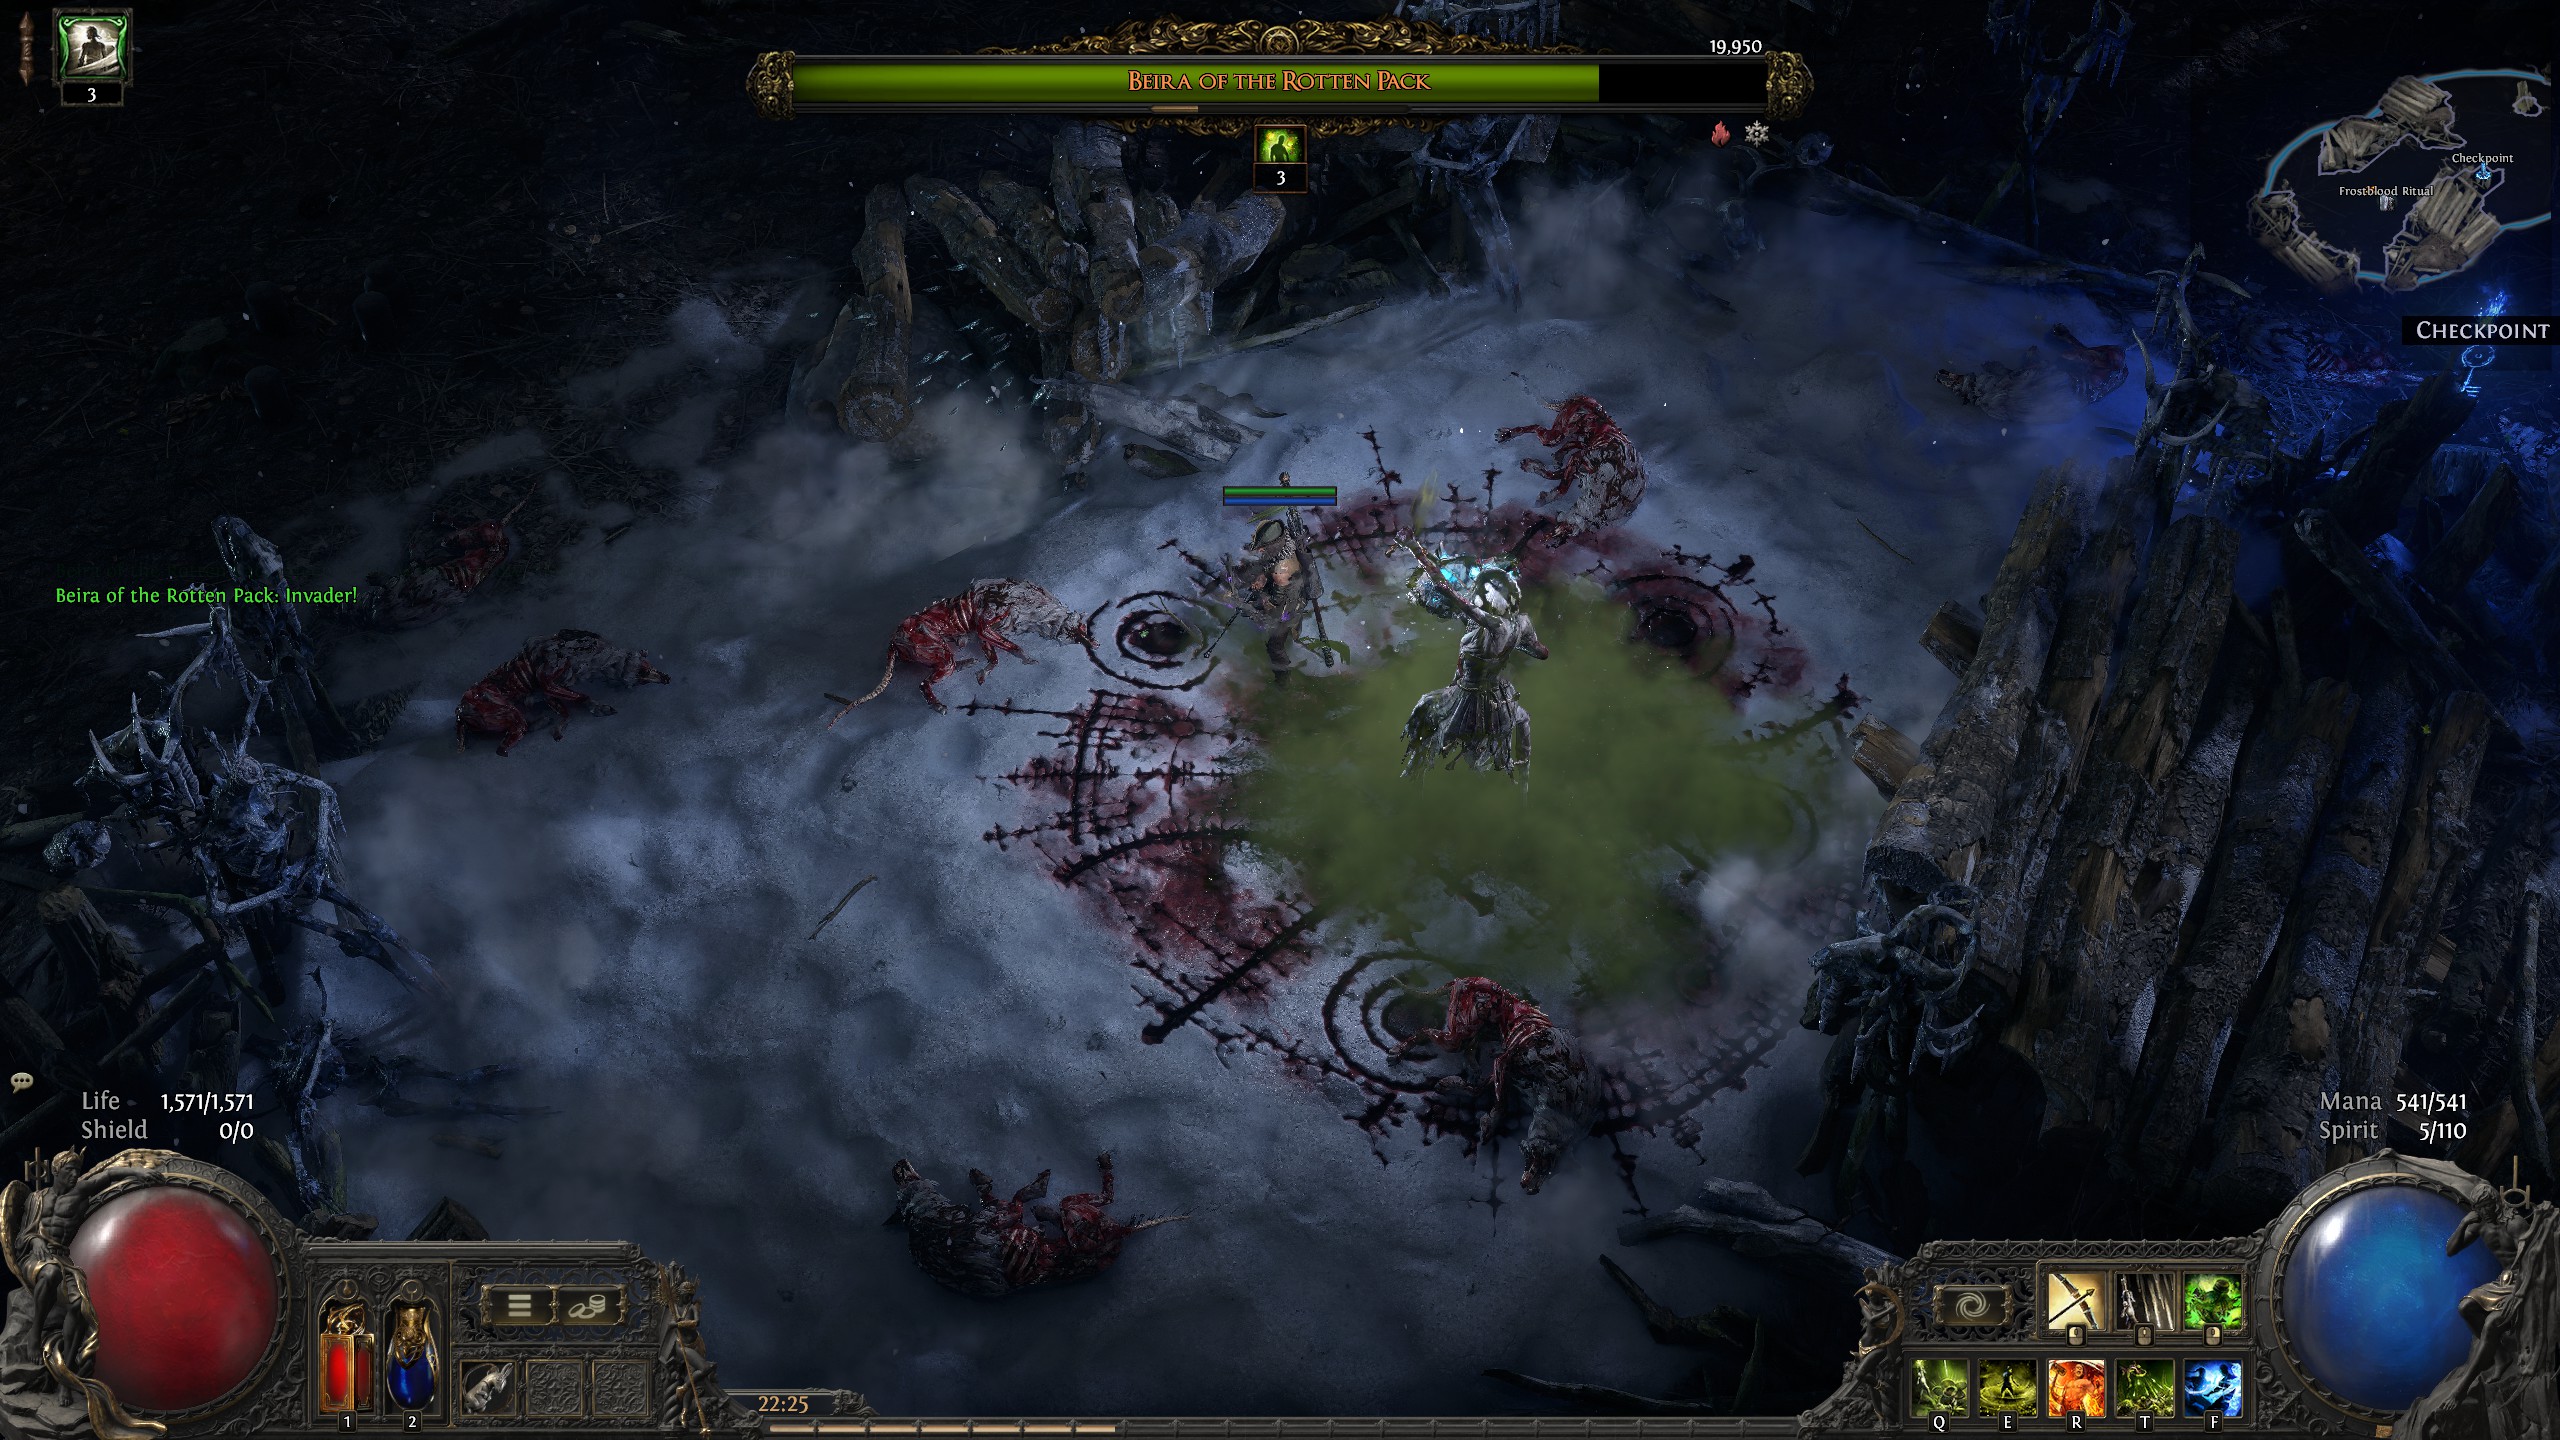 3
19,950
BEIRA OF THE ROTTEN PACK
3
Checkpoint
Frostblood Ritual
CHECKPOINT
Beira of the Rotten Pack: Invader!
Life 1,571/1,571
Shield 0/0
Mana 541/541
Spirit 5/110
1
2
22:25
Q
E
R
T
F